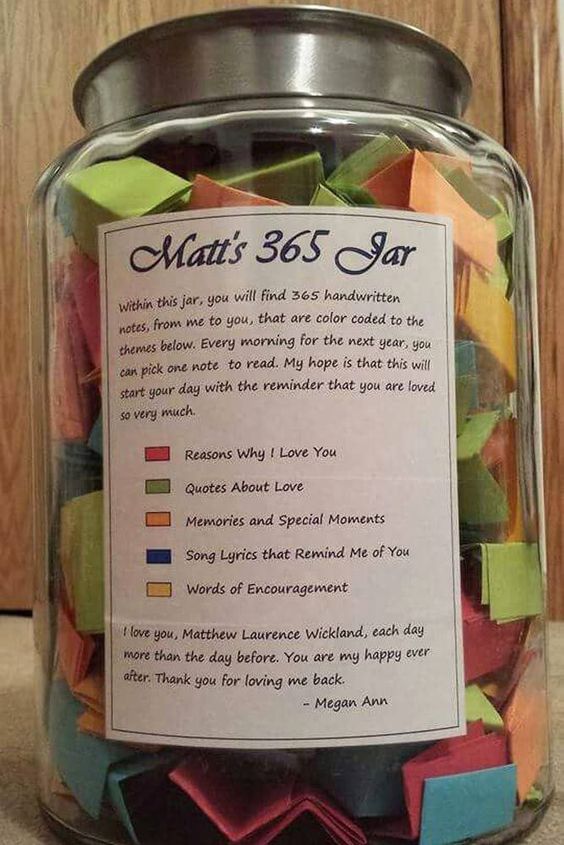 Matt's 365 Jar
Within this jar, you will find 365 handwritten
notes, from me to you, that are color coded to the
themes below. Every morning for the next year, you
can pick one note to read. My hope is that this will
start your day with the reminder that you are loved
so very much.
Reasons Why I Love You
Quotes About Love
Memories and Special Moments
Song Lyrics that Remind Me of You
Words of Encouragement
I love you, Matthew Laurence Wickland, each day
more than the day before. You are my happy ever
after. Thank you for loving me back.
- Megan Ann